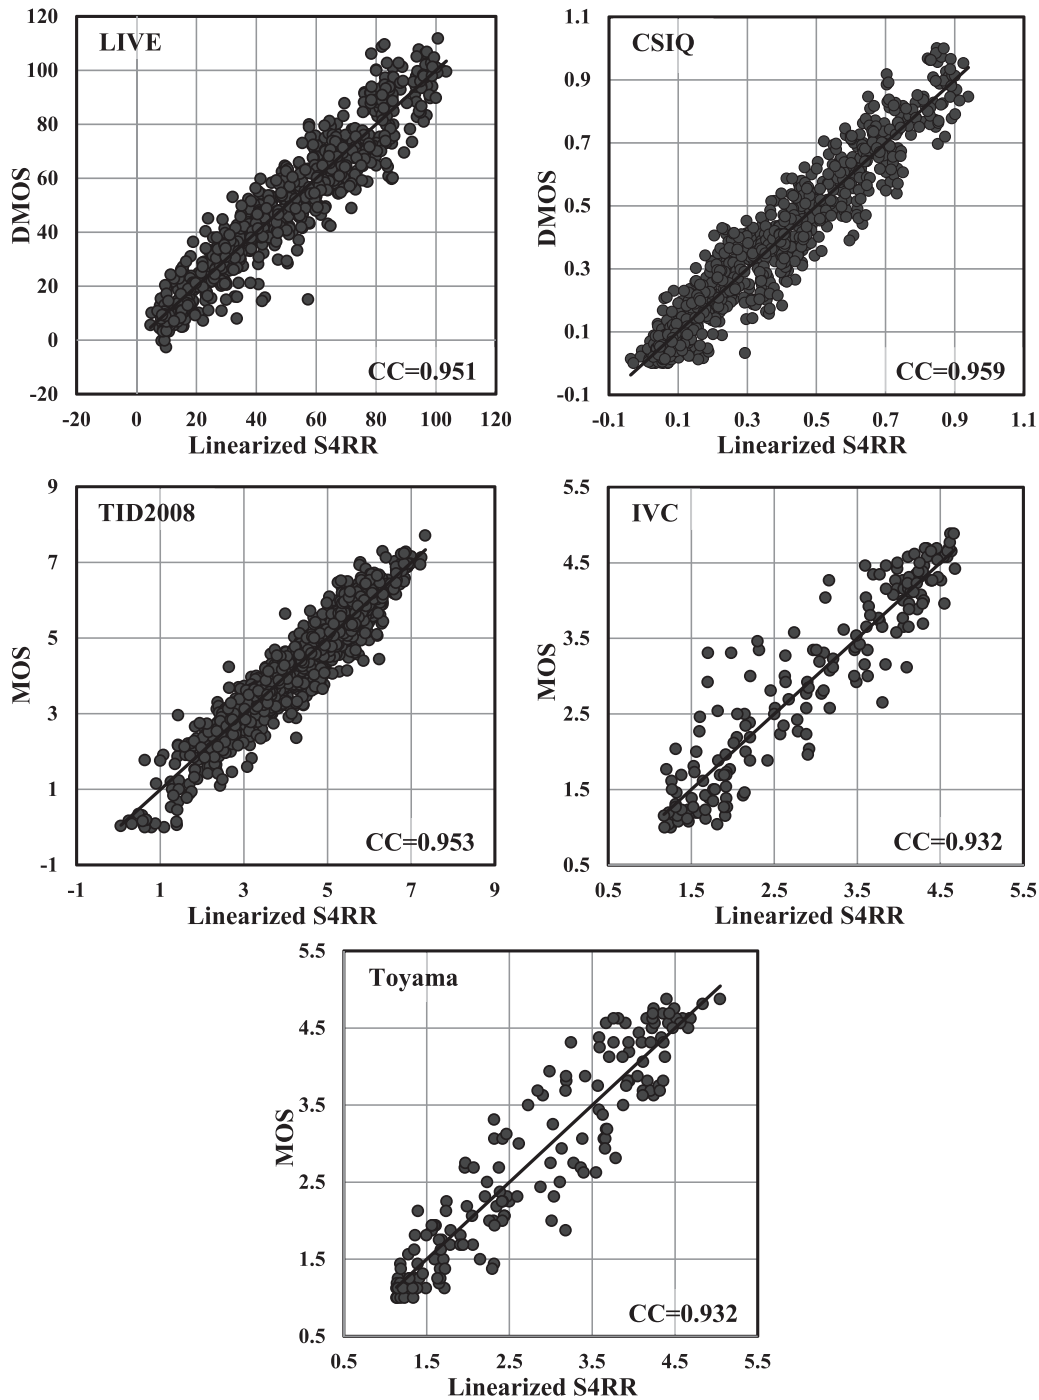 120
100
80
60
40
20
0
-20
LIVE
DMOS
CC=0.951
-20 0 20 40 60 80 100 120
Linearized S4RR
1.1
0.9
0.7
0.5
0.3
0.1
-0.1
CSIQ
DMOS
CC=0.959
-0.1 0.1 0.3 0.5 0.7 0.9 1.1
Linearized S4RR
9
7
5
3
1
-1
TID2008
MOS
CC=0.953
-1 1 3 5 7 9
Linearized S4RR
5.5
4.5
3.5
2.5
1.5
0.5
IVC
MOS
CC=0.932
0.5 1.5 2.5 3.5 4.5 5.5
Linearized S4RR
5.5
4.5
3.5
2.5
1.5
0.5
Toyama
MOS
CC=0.932
0.5 1.5 2.5 3.5 4.5 5.5
Linearized S4RR